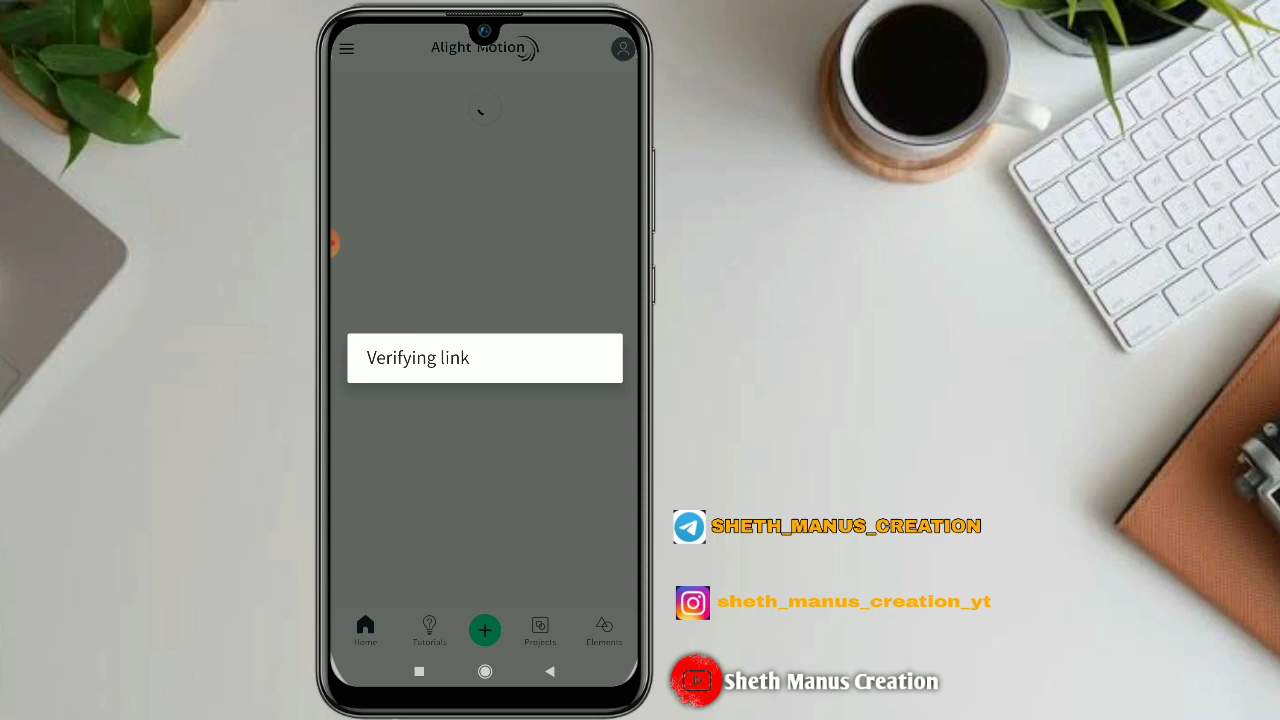 Alight Motion
Verifying link
Home
Tutorials
Projects
Elements
SHETH_MANUS_CREATION
sheth_manus_creation_yt
Sheth Manus Creation